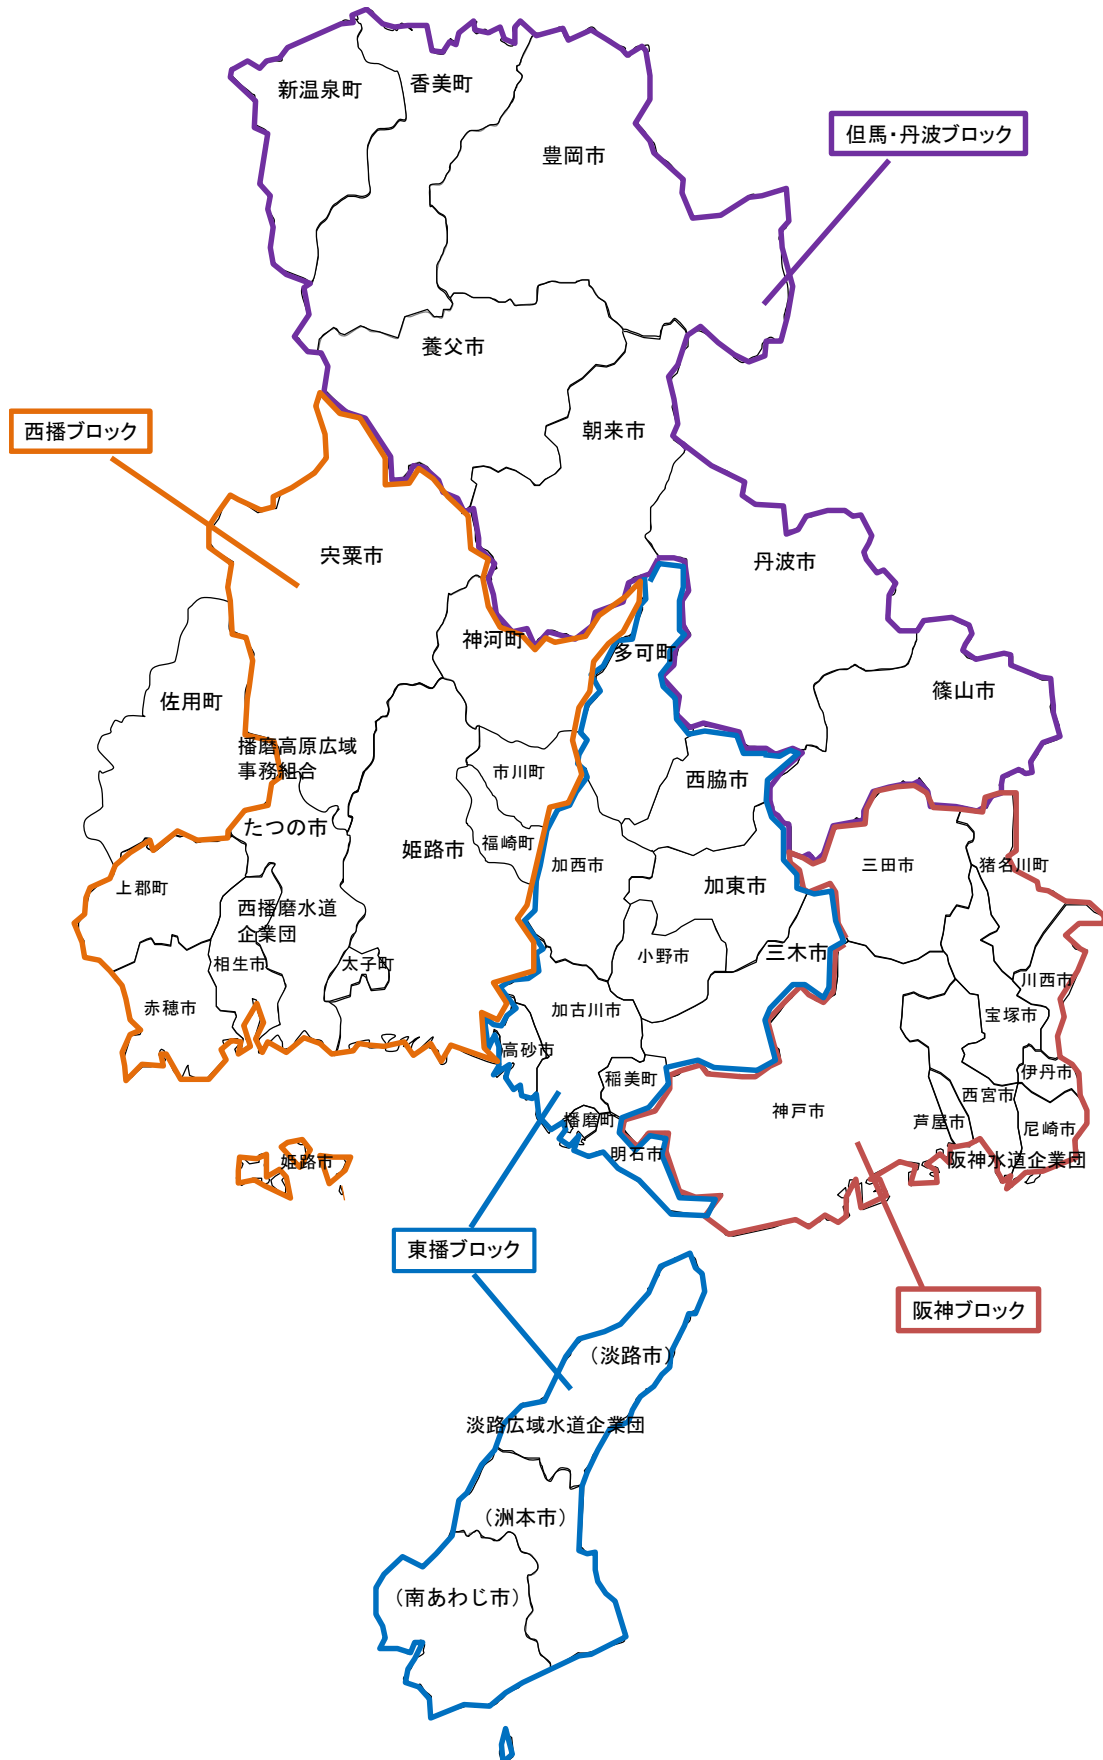 新温泉町
香美町
豊岡市
但馬・丹波ブロック
養父市
西播ブロック
朝来市
宍粟市
丹波市
神河町
多可町
佐用町
篠山市
播磨高原広域
事務組合
市川町
西脇市
たつの市
姫路市
福崎町
加西市
三田市
猪名川町
上郡町
加東市
西播磨水道
企業団
相生市
太子町
小野市
三木市
川西市
赤穂市
加古川市
宝塚市
高砂市
稲美町
伊丹市
西宮市
神戸市
播磨町
芦屋市
尼崎市
明石市
阪神水道企業団
姫路市
東播ブロック
阪神ブロック
（淡路市）
淡路広域水道企業団
（洲本市）
（南あわじ市）